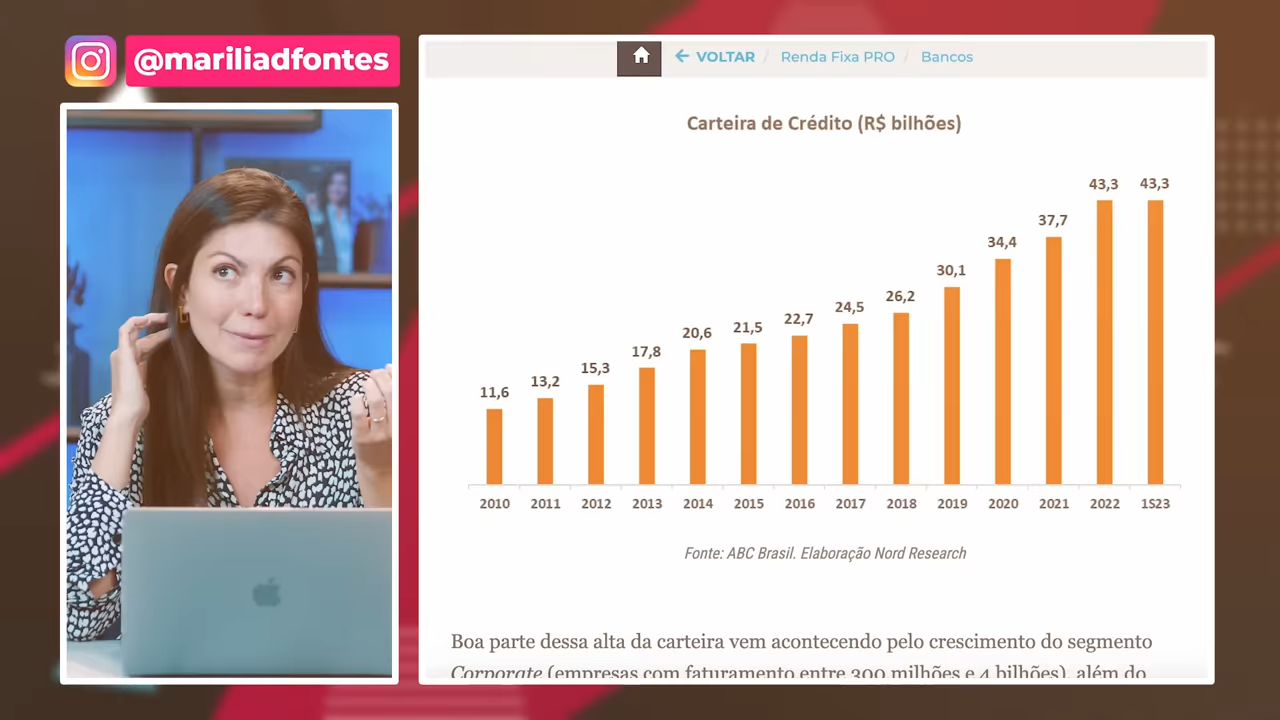 @mariliadfontes
VOLTAR / Renda Fixa PRO / Bancos
Carteira de Crédito (R$ bilhões)
11,6 13,2 15,3 17,8 20,6 21,5 22,7 24,5 26,2 30,1 34,4 37,7 43,3 43,3
2010 2011 2012 2013 2014 2015 2016 2017 2018 2019 2020 2021 2022 1S23
Fonte: ABC Brasil. Elaboração Nord Research
Boa parte dessa alta da carteira vem acontecendo pelo crescimento do segmento
Corporate (empresas com faturamento entre 300 milhões e 4 bilhões), além do